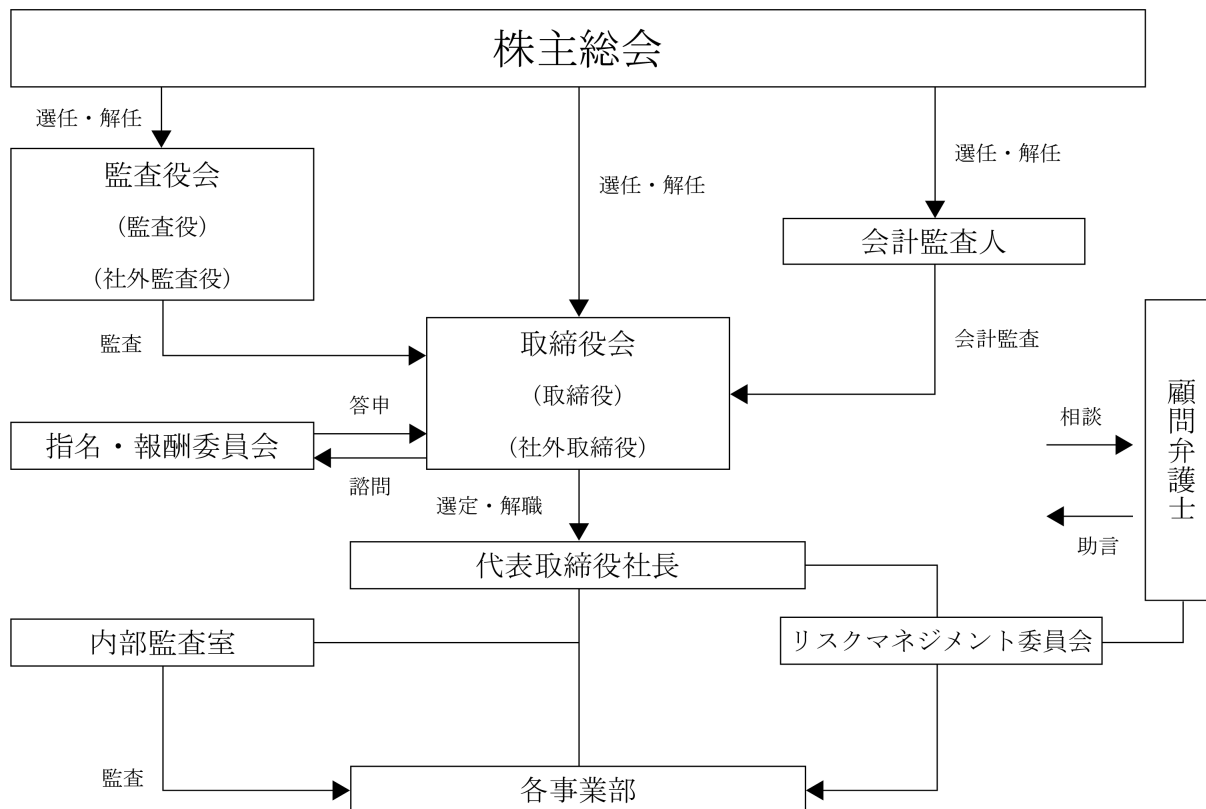 株主総会
選任・解任
選任・解任
選任・解任
監査役会
（監査役）
（社外監査役）
会計監査人
監査
会計監査
取締役会
（取締役）
（社外取締役）
答申
指名・報酬委員会
諮問
選定・解職
相談
助言
顧問弁護士
代表取締役社長
内部監査室
リスクマネジメント委員会
監査
各事業部